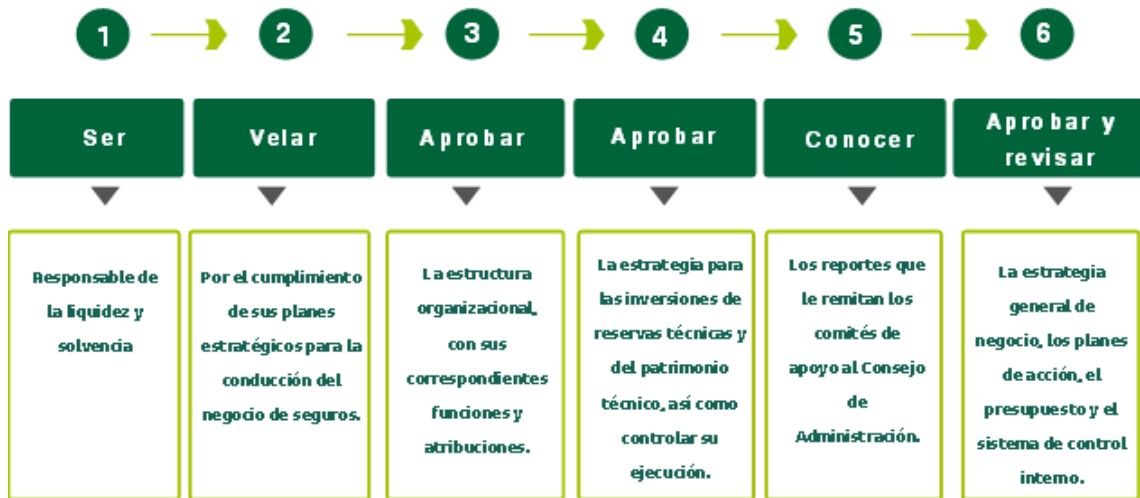 1
2
3
4
5
6
Ser
Velar
Aprobar
Aprobar
Conocer
Aprobar y
revisar
Responsable de
la liquidez y
solvencia
Por el cumplimiento
de sus planes
estratégicos para la
conducción del
negocio de seguros.
La estructura
organizacional,
con sus
correspondientes
funciones y
atribuciones.
La estrategia para
las inversiones de
reservas técnicas y
del patrimonio
técnico, así como
controlar su
ejecución.
Los reportes que
le remitan los
comités de
apoyo al Consejo
de
Administración.
La estrategia
general de
negocio, los planes
de acción, el
presupuesto y el
sistema de control
interno.